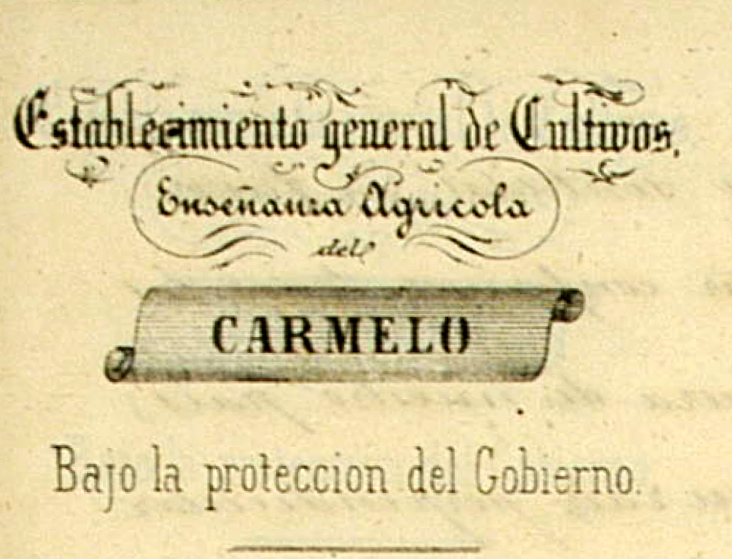 Establecimiento general de Cultivos,
Enseñanza Agricola
del
CARMELO
Bajo la proteccion del Gobierno.